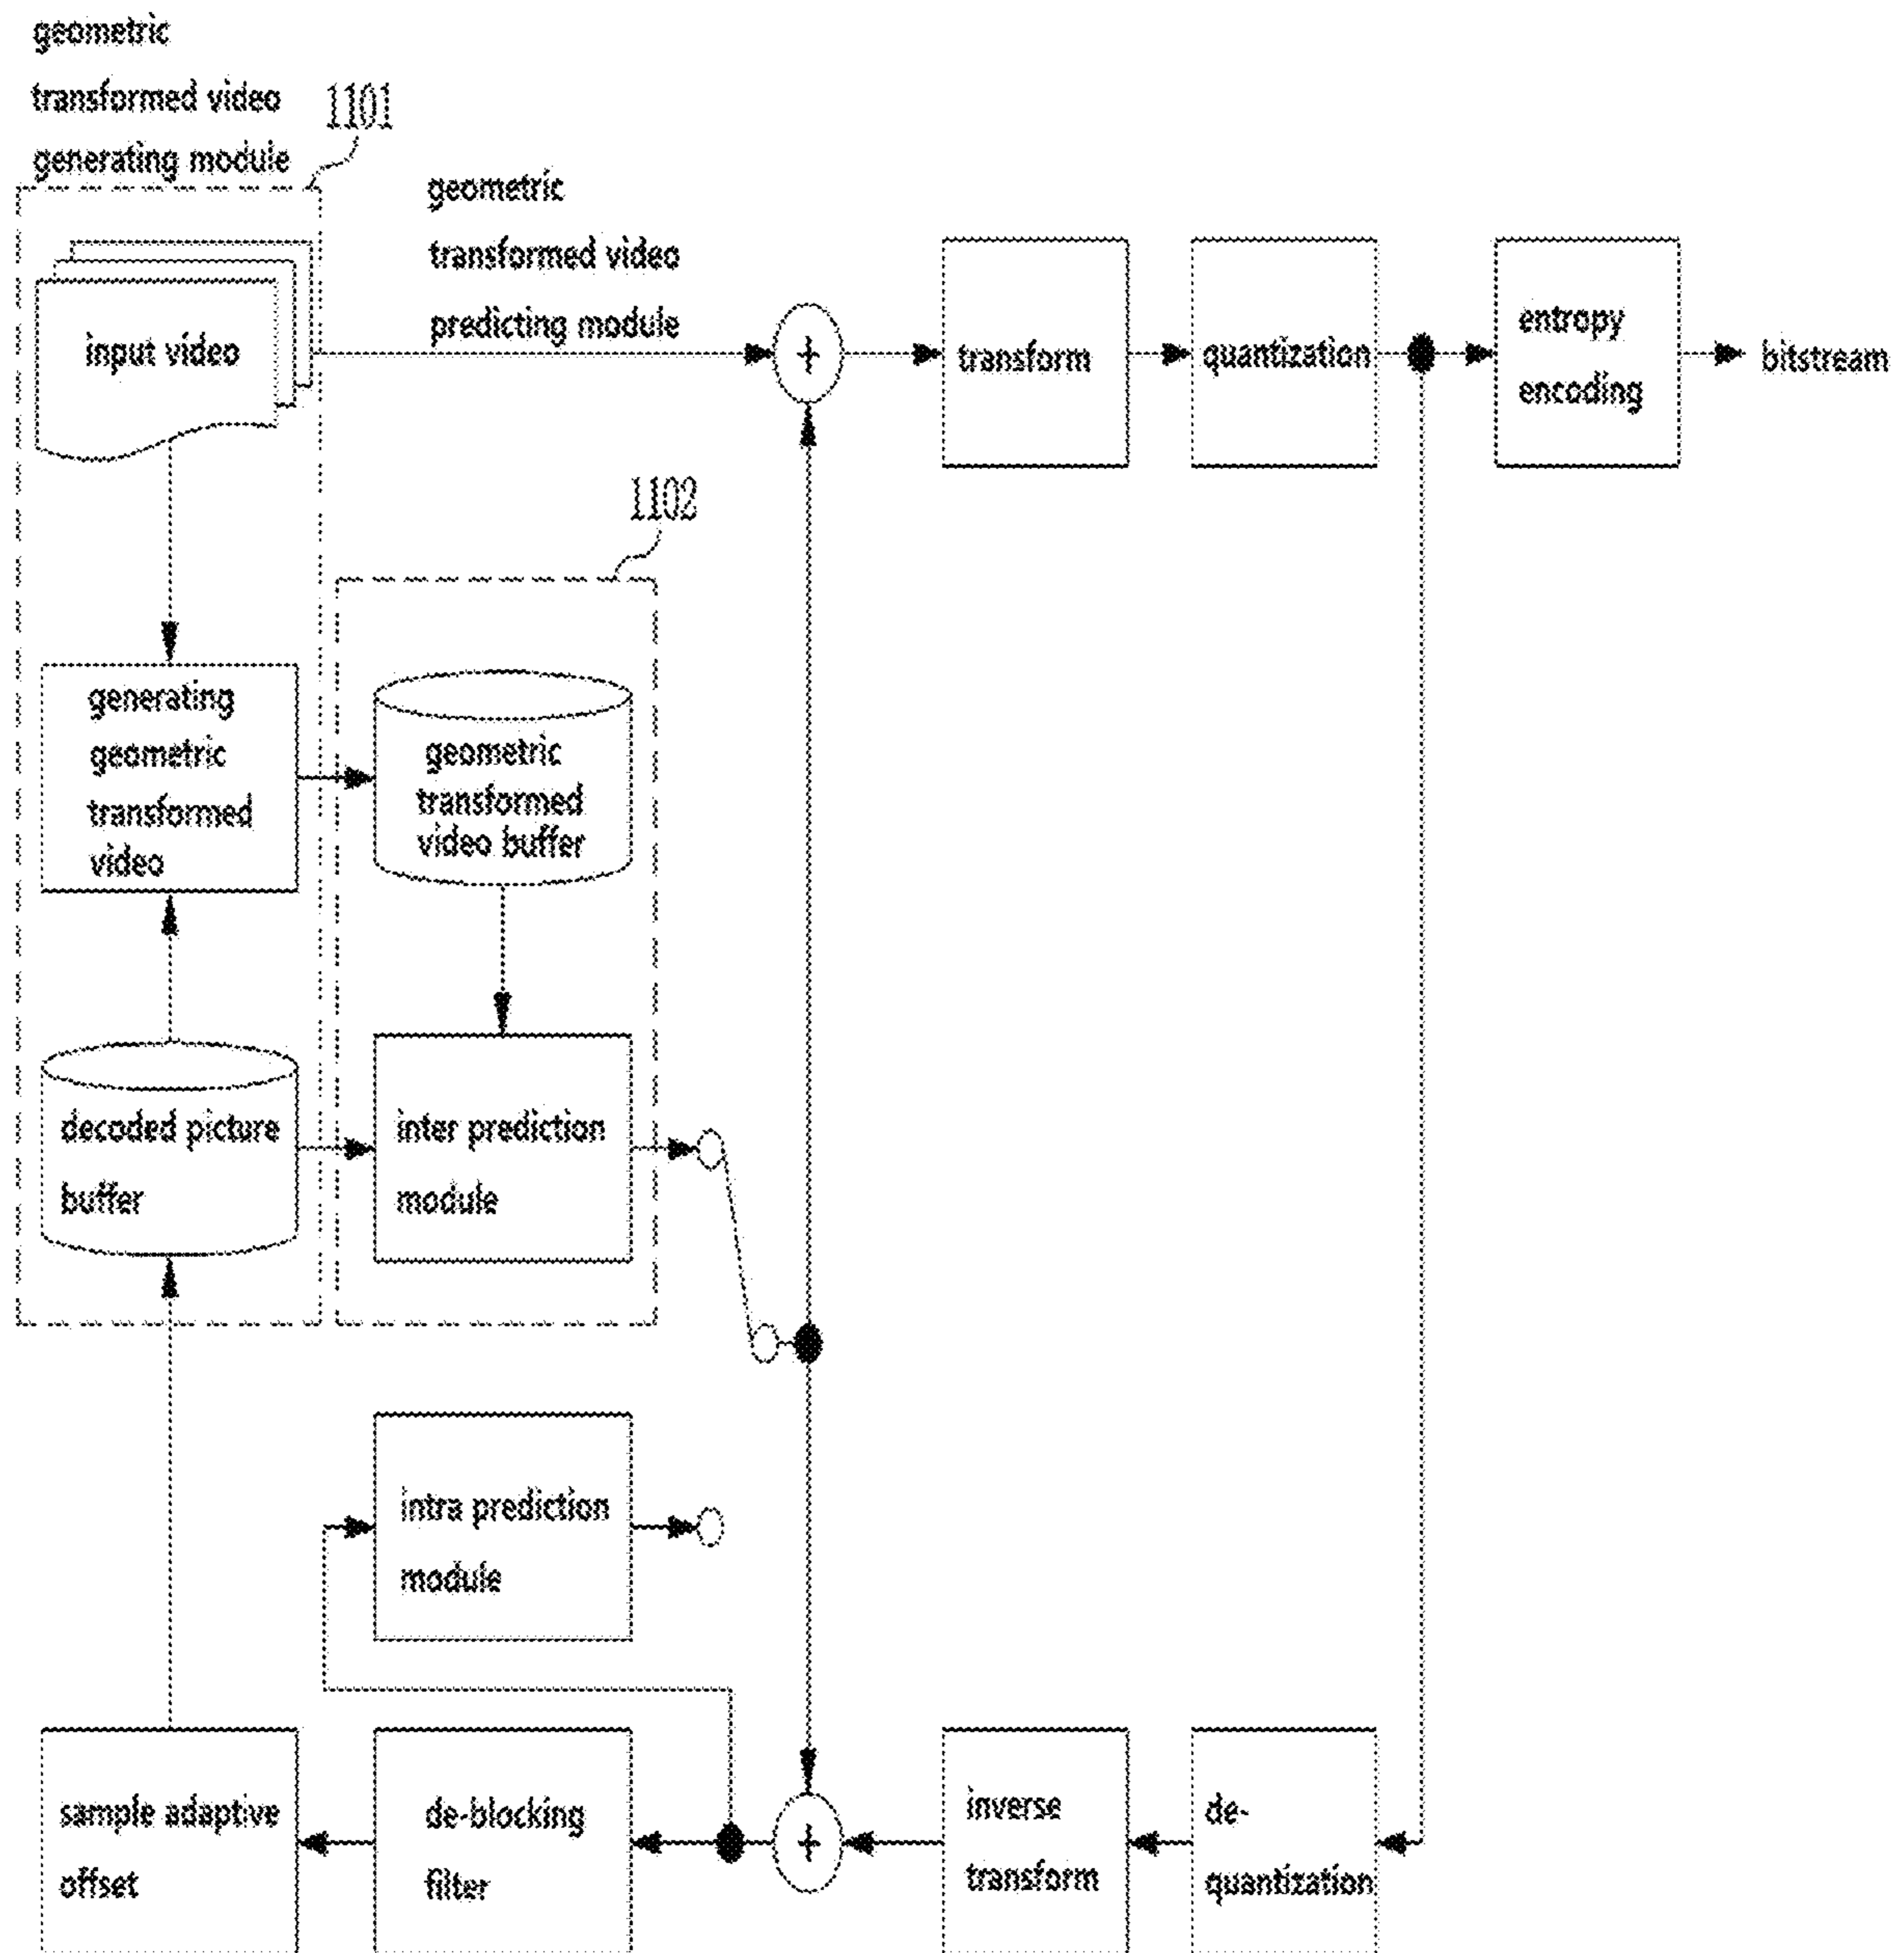 geometric
transformed video
generating module
1101
geometric
transformed video
predicting module
input video
+
transform
quantization
entropy
encoding
bitstream
1102
generating
geometric
transformed
video
geometric
transformed
video buffer
decoded picture
buffer
inter prediction
module
intra prediction
module
sample adaptive
offset
de-blocking
filter
+
inverse
transform
de-
quantization